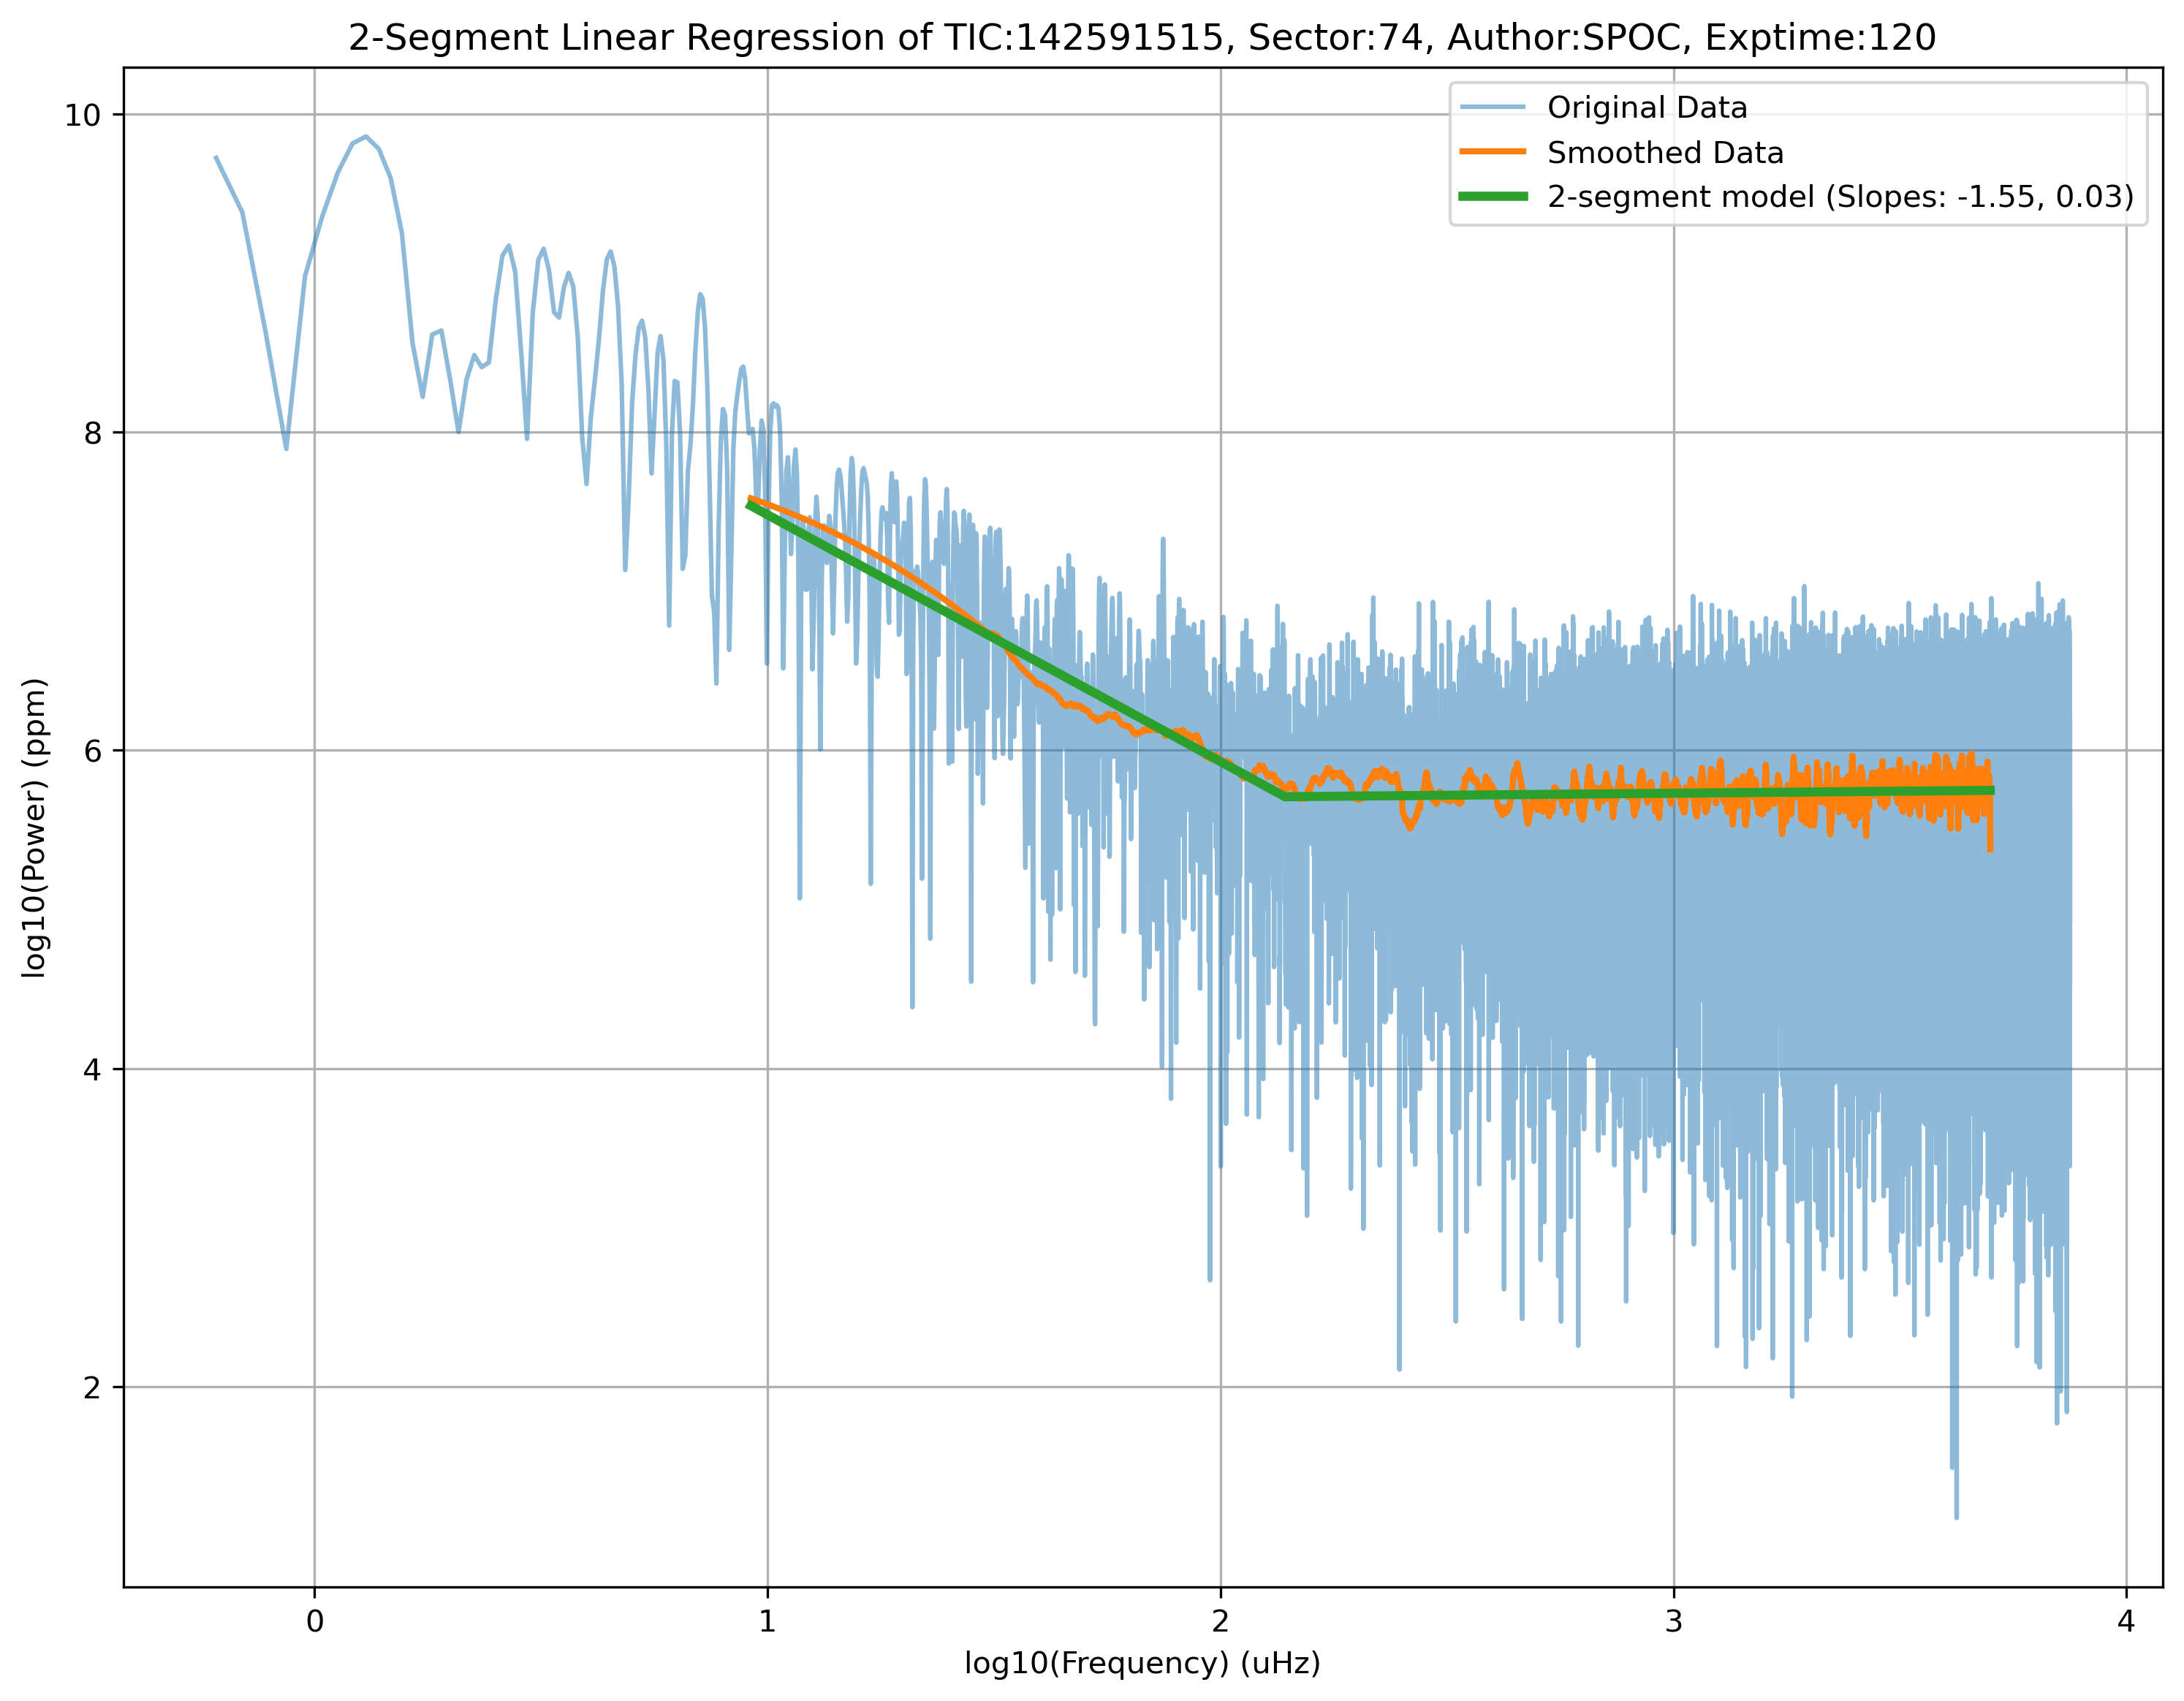 2-Segment Linear Regression of TIC:142591515, Sector:74, Author:SPOC, Exptime:120
Original Data
Smoothed Data
2-segment model (Slopes: -1.55, 0.03)
log10(Power) (ppm)
10
8
6
4
2
0 1 2 3 4
log10(Frequency) (uHz)